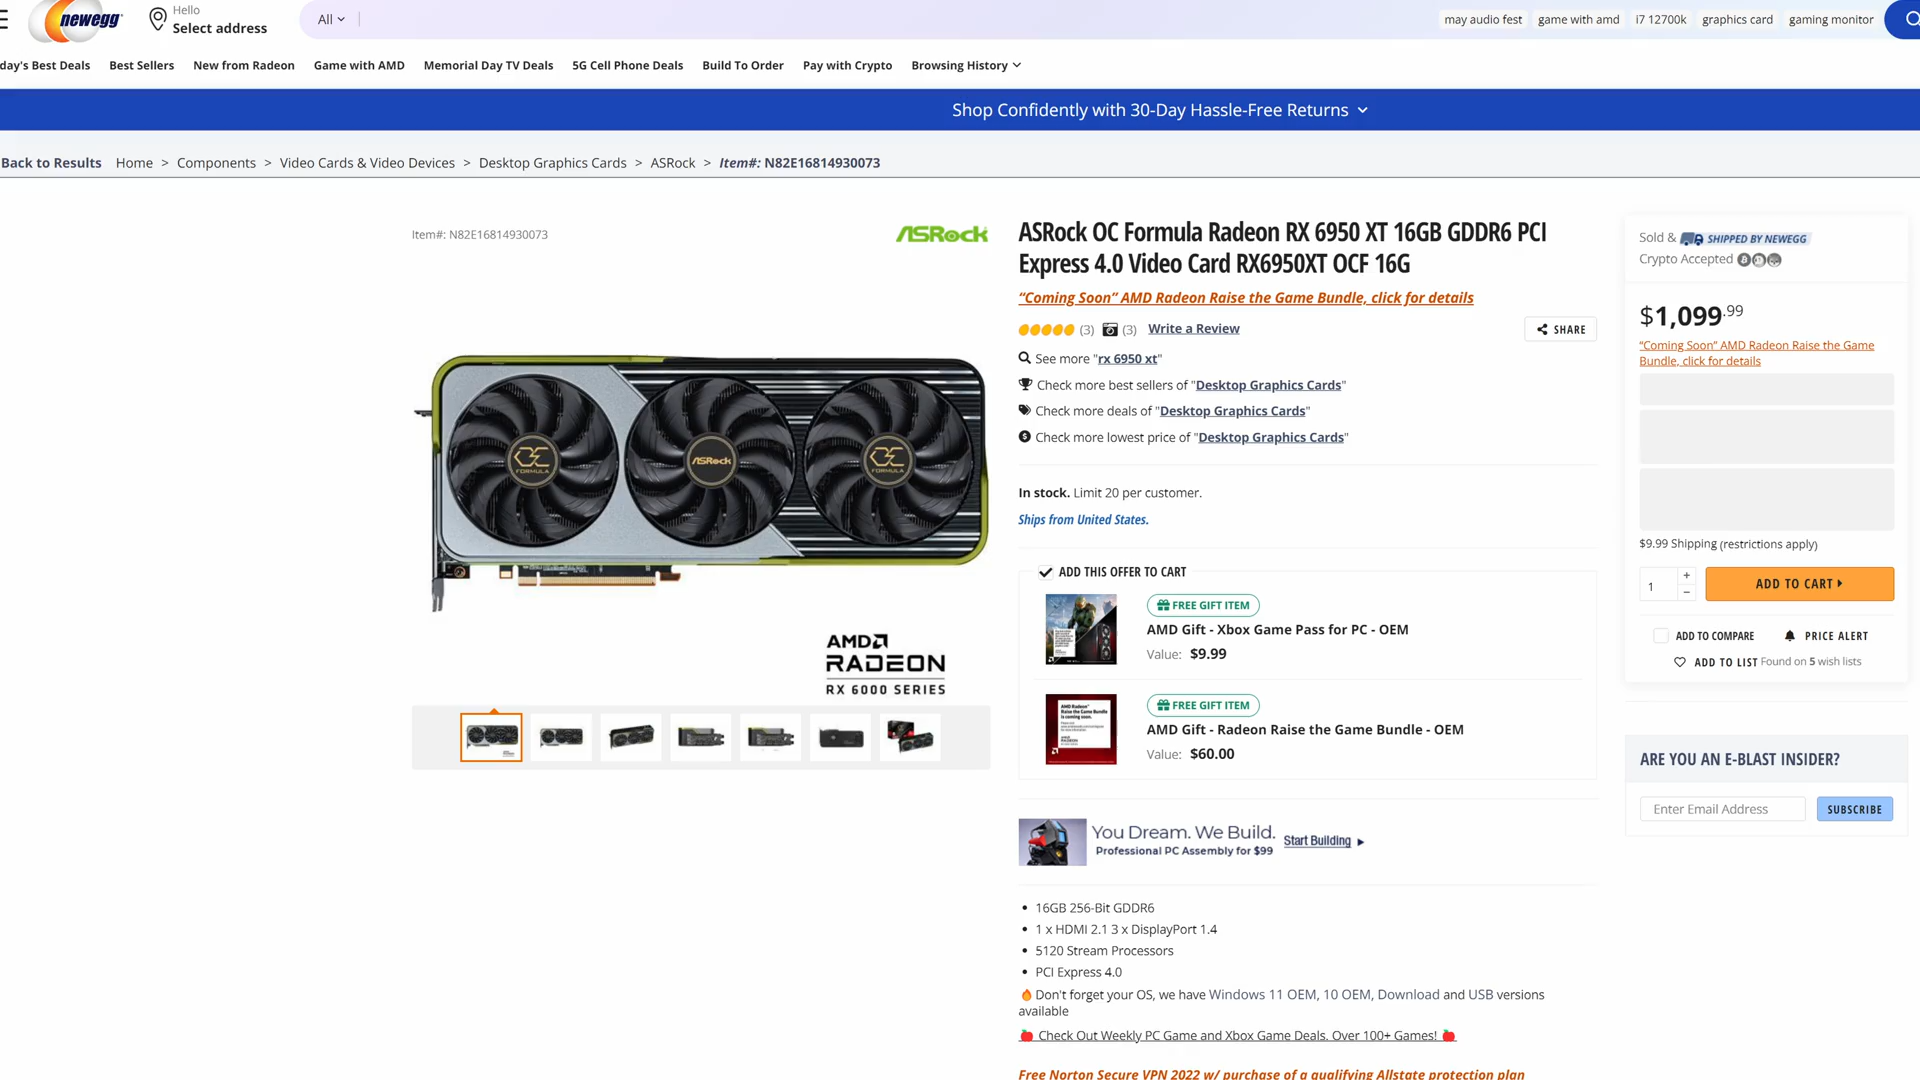 newegg
Hello
Select address
All
may audio fest
game with amd
i7 12700k
graphics card
gaming monitor
day's Best Deals
Best Sellers
New from Radeon
Game with AMD
Memorial Day TV Deals
5G Cell Phone Deals
Build To Order
Pay with Crypto
Browsing History
Shop Confidently with 30-Day Hassle-Free Returns
Back to Results Home > Components > Video Cards & Video Devices > Desktop Graphics Cards > ASRock > Item#: N82E16814930073
Item#: N82E16814930073
ASRock
OC
FORMULA
ASRock
OC
FORMULA
AMD
RADEON
RX 6000 SERIES
ASRock OC Formula Radeon RX 6950 XT 16GB GDDR6 PCI
Express 4.0 Video Card RX6950XT OCF 16G
“Coming Soon” AMD Radeon Raise the Game Bundle, click for details
(3) (3) Write a Review
SHARE
See more "rx 6950 xt"
Check more best sellers of "Desktop Graphics Cards"
Check more deals of "Desktop Graphics Cards"
Check more lowest price of "Desktop Graphics Cards"
In stock. Limit 20 per customer.
Ships from United States.
ADD THIS OFFER TO CART
FREE GIFT ITEM
AMD Gift - Xbox Game Pass for PC - OEM
Value: $9.99
FREE GIFT ITEM
AMD Gift - Radeon Raise the Game Bundle - OEM
Value: $60.00
You Dream. We Build.
Professional PC Assembly for $99
Start Building
• 16GB 256-Bit GDDR6
• 1 x HDMI 2.1 3 x DisplayPort 1.4
• 5120 Stream Processors
• PCI Express 4.0
Don't forget your OS, we have Windows 11 OEM, 10 OEM, Download and USB versions
available
Check Out Weekly PC Game and Xbox Game Deals. Over 100+ Games!
Free Norton Secure VPN 2022 w/ purchase of a qualifying Allstate protection plan
Sold & SHIPPED BY NEWEGG
Crypto Accepted
$1,099.99
“Coming Soon” AMD Radeon Raise the Game
Bundle, click for details
$9.99 Shipping (restrictions apply)
1 + −
ADD TO CART
ADD TO COMPARE
PRICE ALERT
ADD TO LIST Found on 5 wish lists
ARE YOU AN E-BLAST INSIDER?
Enter Email Address
SUBSCRIBE